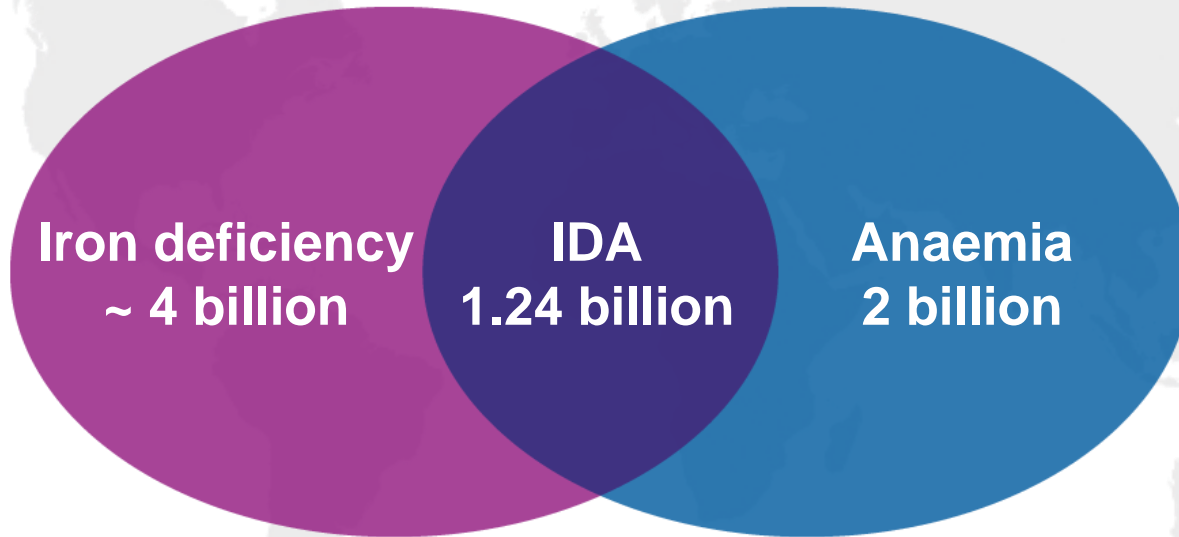 Iron deficiency
~ 4 billion
IDA
1.24 billion
Anaemia
2 billion